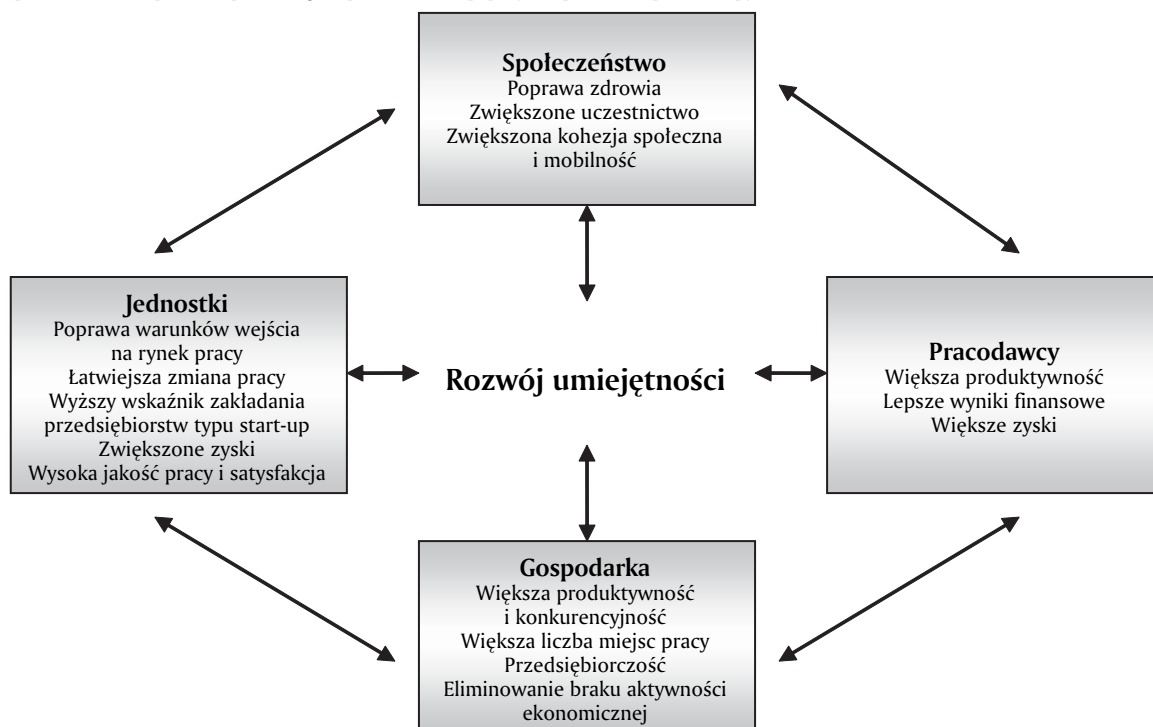 Społeczeństwo
Poprawa zdrowia
Zwiększone uczestnictwo
Zwiększona kohezja społeczna
i mobilność
Jednostki
Poprawa warunków wejścia
na rynek pracy
Łatwiejsza zmiana pracy
Wyższy wskaźnik zakładania
przedsiębiorstw typu start-up
Zwiększone zyski
Wysoka jakość pracy i satysfakcja
Rozwój umiejętności
Pracodawcy
Większa produktywność
Lepsze wyniki finansowe
Większe zyski
Gospodarka
Większa produktywność
i konkurencyjność
Większa liczba miejsc pracy
Przedsiębiorczość
Eliminowanie braku aktywności
ekonomicznej